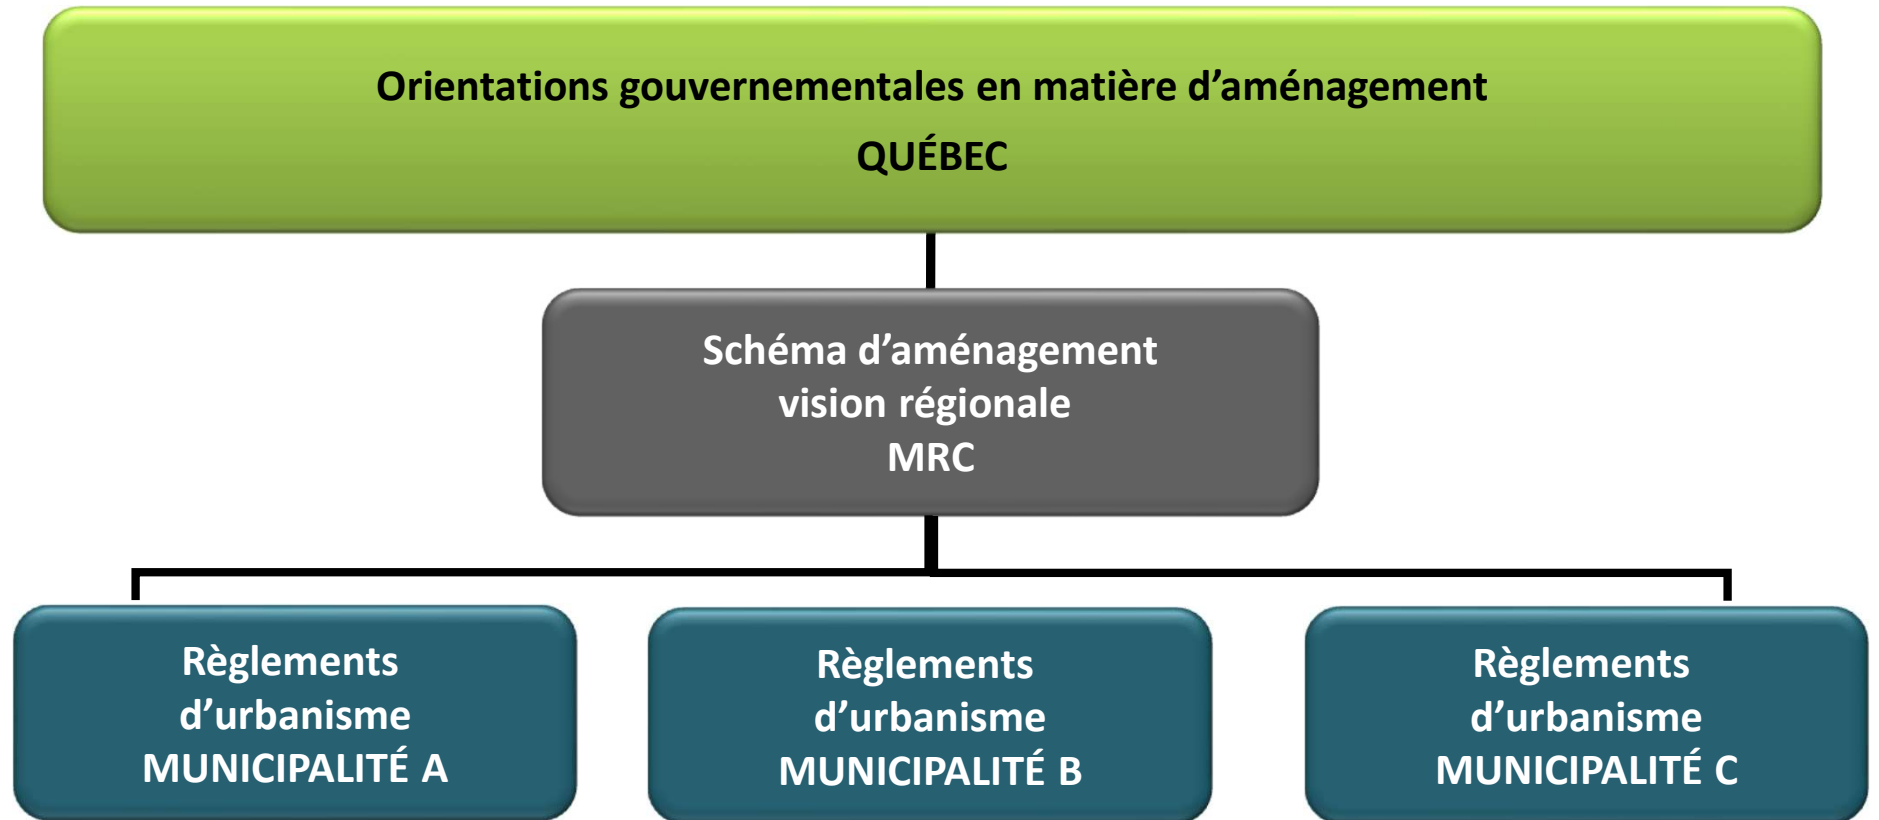 Orientations gouvernementales en matière d’aménagement
QUÉBEC
Schéma d’aménagement
vision régionale
MRC
Règlements
d’urbanisme
MUNICIPALITÉ A
Règlements
d’urbanisme
MUNICIPALITÉ B
Règlements
d’urbanisme
MUNICIPALITÉ C